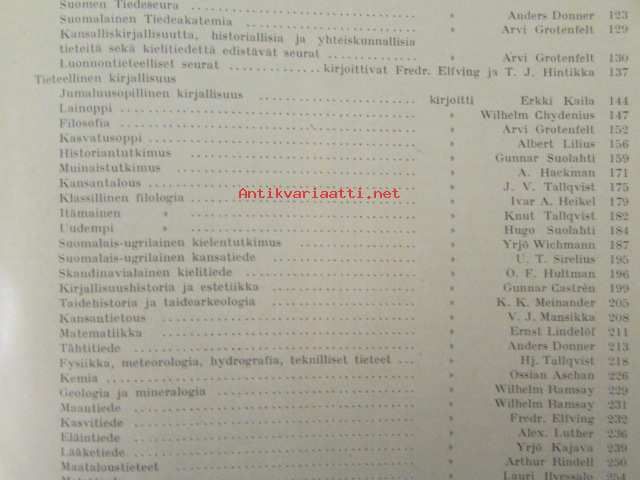 Suomen Tiedeseura
Suomalainen Tiedeakatemia » Anders Donner 123
Kansalliskirjallisuutta, historiallisia ja yhteiskunnallisia » Arvi Grotenfelt 129
tieteitä sekä kielitiedettä edistävät seurat » Arvi Grotenfelt 130
Luonnontieteelliset seurat kirjoittivat Fredr. Elfving ja T. J. Hintikka 137
Tieteellinen kirjallisuus
Jumaluusopillinen kirjallisuus kirjoitti Erkki Kaila 144
Lainoppi » Wilhelm Chydenius 147
Filosofia » Arvi Grotenfelt 152
Kasvatusoppi » Albert Lilius 156
Historiantutkimus » Gunnar Suolahti 159
Muinaistutkimus » A. Hackman 171
Kansantalous » J. V. Tallqvist 175
Klassillinen filologia » Ivar A. Heikel 179
Itämainen » » Knut Tallqvist 182
Uudempi » » Hugo Suolahti 184
Suomalais-ugrilainen kielentutkimus » Yrjö Wichmann 187
Suomalais-ugrilainen kansatiede » U. T. Sirelius 195
Skandinavialainen kielitiede » O. F. Hultman 196
Kirjallisuushistoria ja estetiikka » Gunnar Castrén 199
Taidehistoria ja taidearkeologia » K. K. Meinander 205
Kansantietous » V. J. Mansikka 208
Matematiikka » Ernst Lindelöf 211
Tähtitiede » Anders Donner 213
Fysiikka, meteorologia, hydrografia, teknilliset tieteet » Hj. Tallqvist 218
Kemia » Ossian Aschan 226
Geologia ja mineralogia » Wilhelm Ramsay 229
Maantiede » Wilhelm Ramsay 231
Kasvitiede » Fredr. Elfving 232
Eläintiede » Alex. Luther 236
Lääketiede » Yrjö Kajava 239
Maataloustieteet » Arthur Rindell 250
Lauri Ilvessalo 254
Antikvariaatti.net